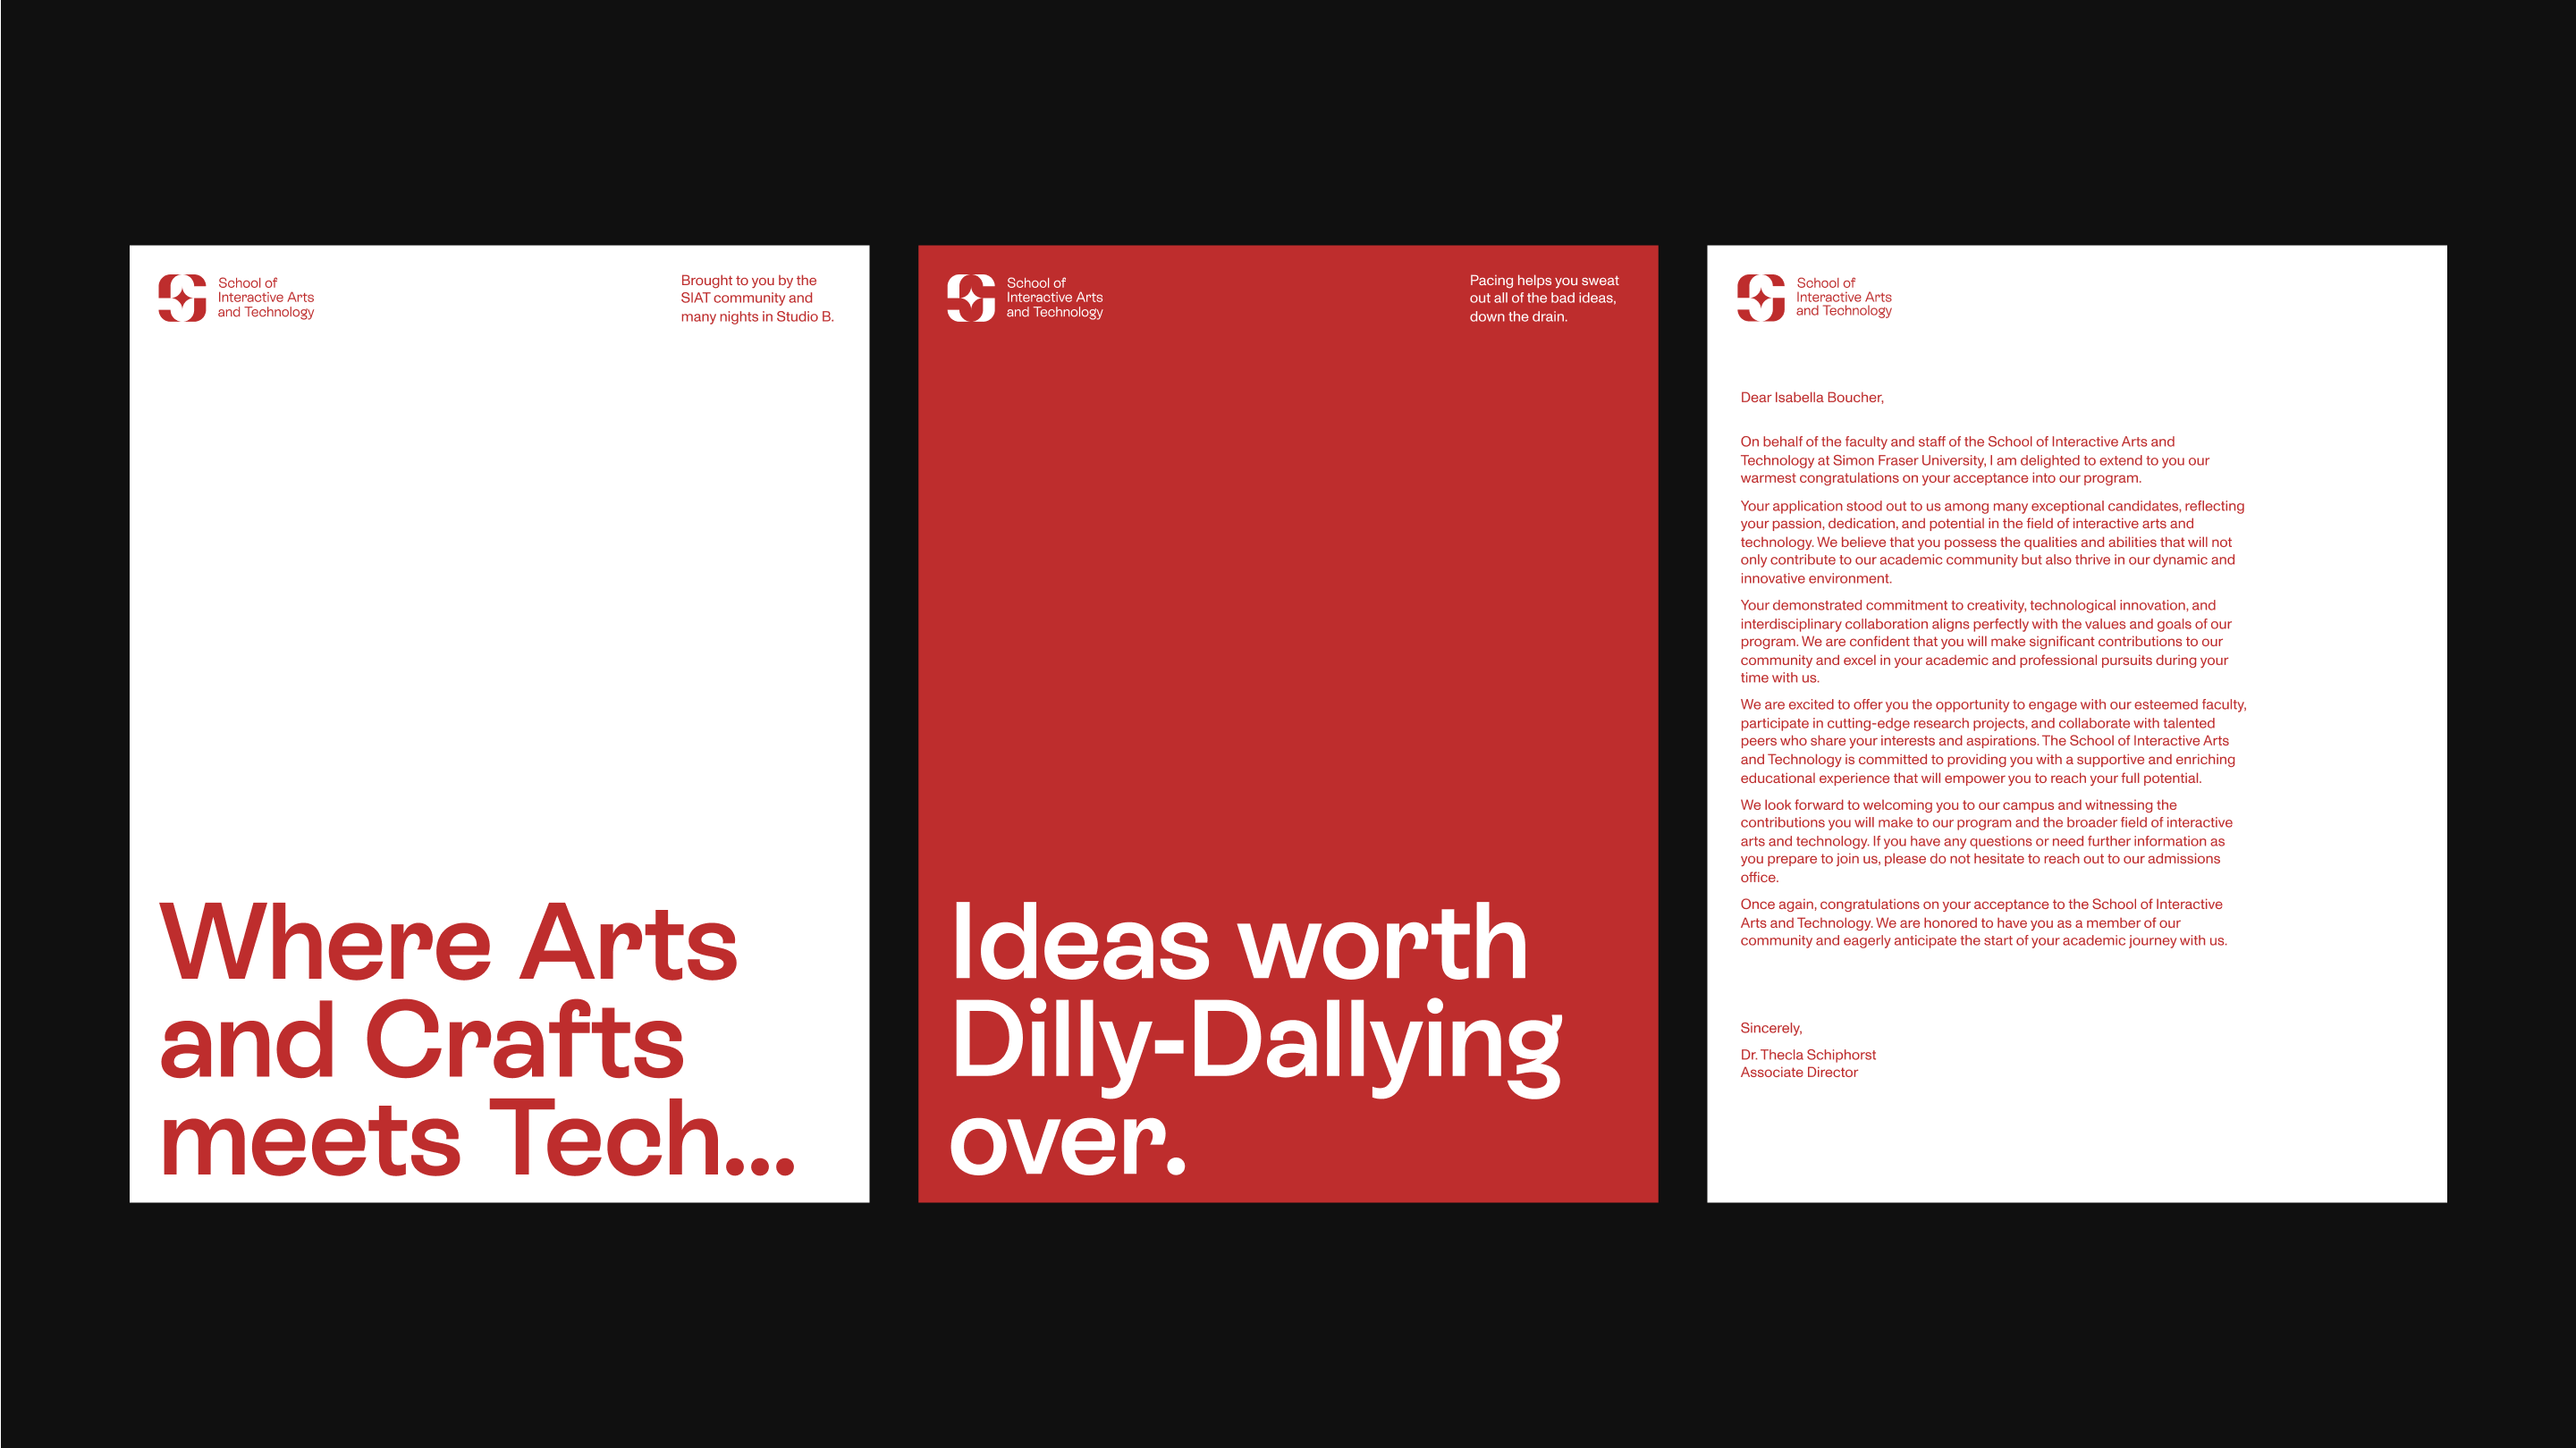 School of
Interactive Arts
and Technology
Brought to you by the
SIAT community and
many nights in Studio B.
Where Arts
and Crafts
meets Tech...
School of
Interactive Arts
and Technology
Pacing helps you sweat
out all of the bad ideas,
down the drain.
Ideas worth
Dilly-Dallying
over.
School of
Interactive Arts
and Technology
Dear Isabella Boucher,
On behalf of the faculty and staff of the School of Interactive Arts and
Technology at Simon Fraser University, I am delighted to extend to you our
warmest congratulations on your acceptance into our program.
Your application stood out to us among many exceptional candidates, reflecting
your passion, dedication, and potential in the field of interactive arts and
technology. We believe that you possess the qualities and abilities that will not
only contribute to our academic community but also thrive in our dynamic and
innovative environment.
Your demonstrated commitment to creativity, technological innovation, and
interdisciplinary collaboration aligns perfectly with the values and goals of our
program. We are confident that you will make significant contributions to our
community and excel in your academic and professional pursuits during your
time with us.
We are excited to offer you the opportunity to engage with our esteemed faculty,
participate in cutting-edge research projects, and collaborate with talented
peers who share your interests and aspirations. The School of Interactive Arts
and Technology is committed to providing you with a supportive and enriching
educational experience that will empower you to reach your full potential.
We look forward to welcoming you to our campus and witnessing the
contributions you will make to our program and the broader field of interactive
arts and technology. If you have any questions or need further information as
you prepare to join us, please do not hesitate to reach out to our admissions
office.
Once again, congratulations on your acceptance to the School of Interactive
Arts and Technology. We are honored to have you as a member of our
community and eagerly anticipate the start of your academic journey with us.
Sincerely,
Dr. Thecla Schiphorst
Associate Director